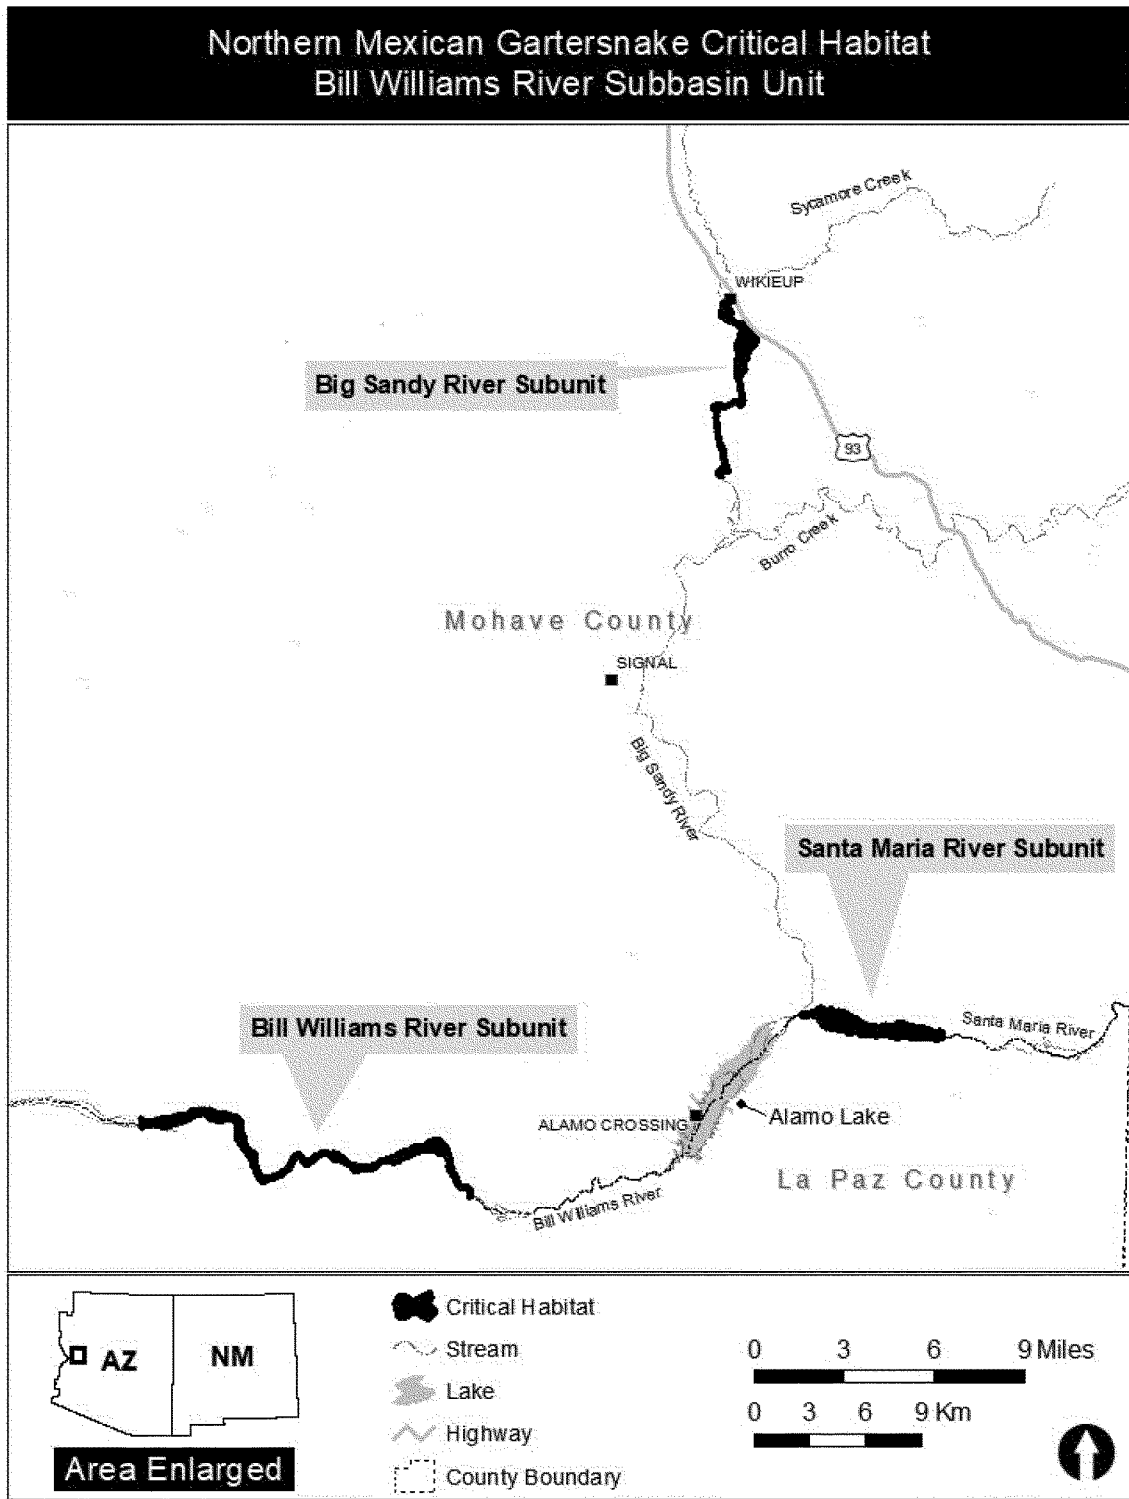 Northern Mexican Gartersnake Critical Habitat
Bill Williams River Subbasin Unit
Sycamore Creek
WIKIEUP
Big Sandy River Subunit
93
Burro Creek
Mohave County
SIGNAL
Big Sandy River
Santa Maria River Subunit
Bill Williams River Subunit
Santa Maria River
ALAMO CROSSING
Alamo Lake
La Paz County
Bill Williams River
AZ
NM
Area Enlarged
Critical Habitat
Stream
Lake
Highway
County Boundary
0 3 6 9 Miles
0 3 6 9 Km